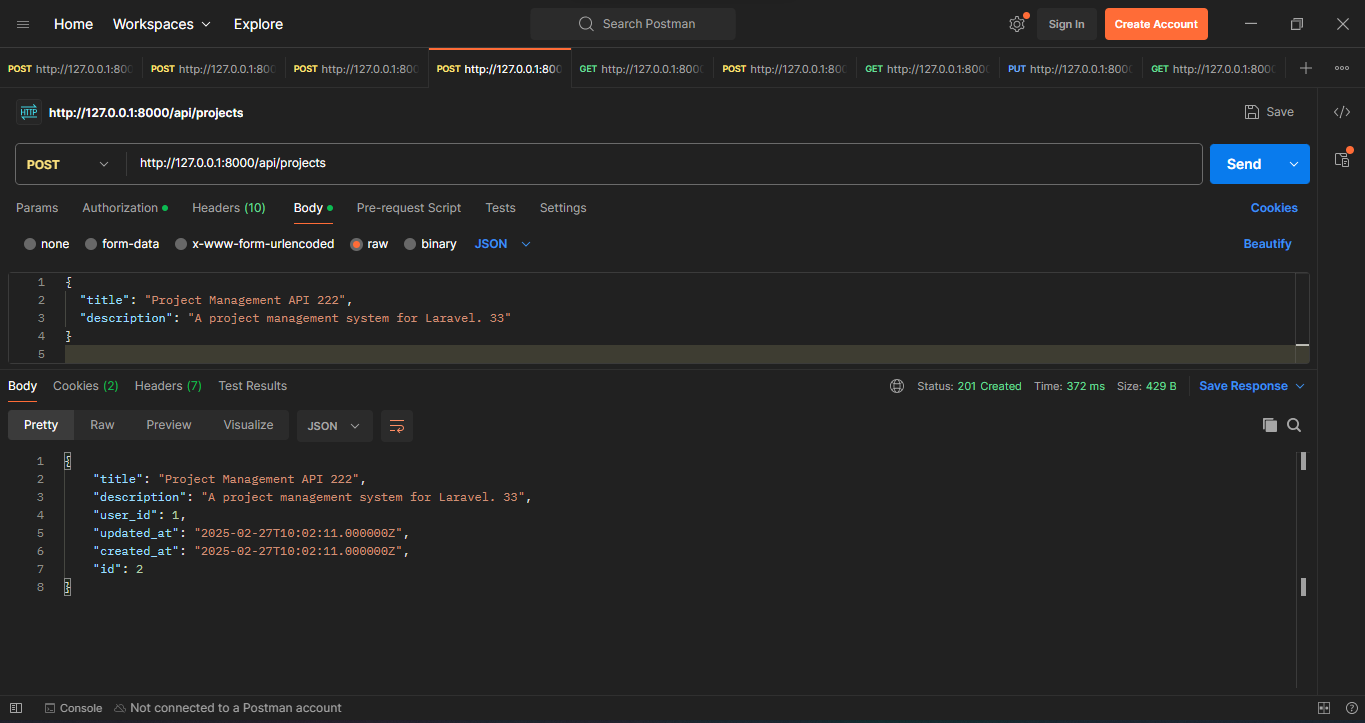 Home Workspaces Explore Search Postman Sign In Create Account
POST http://127.0.0.1:800 POST http://127.0.0.1:800 POST http://127.0.0.1:800 POST http://127.0.0.1:800 GET http://127.0.0.1:800 POST http://127.0.0.1:800 GET http://127.0.0.1:800 PUT http://127.0.0.1:800 GET http://127.0.0.1:800
HTTP http://127.0.0.1:8000/api/projects Save </>
POST http://127.0.0.1:8000/api/projects Send
Params Authorization Headers (10) Body Pre-request Script Tests Settings Cookies
none form-data x-www-form-urlencoded raw binary JSON Beautify
1 {
2 "title": "Project Management API 222",
3 "description": "A project management system for Laravel. 33"
4 }
5
Body Cookies (2) Headers (7) Test Results Status: 201 Created Time: 372 ms Size: 429 B Save Response
Pretty Raw Preview Visualize JSON
1 {
2 "title": "Project Management API 222",
3 "description": "A project management system for Laravel. 33",
4 "user_id": 1,
5 "updated_at": "2025-02-27T10:02:11.000000Z",
6 "created_at": "2025-02-27T10:02:11.000000Z",
7 "id": 2
8 }
Console Not connected to a Postman account